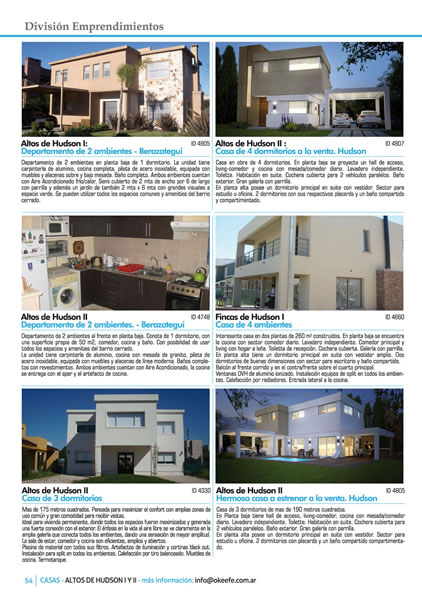 División Emprendimientos
Altos de Hudson I: ID 4905
Departamento de 2 ambientes - Berazategui
Departamento de 2 ambientes en planta baja de 1 dormitorio. La unidad tiene
carpintería de aluminio, cocina completa, pileta de acero inoxidable, equipada con
muebles y alacenas sobre y bajo mesada. Baño completo. Ambos ambientes cuentan
con Aire Acondicionado frío/calor. Semi cubierto de 2 mts de ancho por 6 de largo
con parrilla y además un jardín de también 2 mts x 6 mts con grandes visuales a
espacio verde. Se pueden utilizar todos los espacios comunes y amenities del barrio
cerrado.
Altos de Hudson II : ID 4807
Casa de 4 dormitorios a la venta. Hudson
Casa en obra de 4 dormitorios. En planta baja se proyecta un hall de acceso,
living-comedor y cocina con mesada/comedor diario. Lavadero independiente.
Toilette. Habitación en suite. Cochera cubierta para 2 vehículos paralelos. Baño
exterior. Gran galería con parrilla.
En planta alta posee un dormitorio principal en suite con vestidor. Sector para
estudio u oficina. 2 dormitorios con sus respectivos placards y un baño compartido
y compartimentado.
Altos de Hudson II ID 4748
Departamento de 2 ambientes. - Berazategui
Departamento de 2 ambientes al frente en planta baja. Consta de 1 dormitorio, con
una superficie propia de 50 m2, comedor, cocina y baño. Con posibilidad de usar
todos los espacios y amenities del barrio cerrado.
La unidad tiene carpintería de aluminio, cocina con mesada de granito, pileta de
acero inoxidable, equipada con muebles y alacenas de línea moderna. Baños comple-
tos con revestimientos. Ambos ambientes cuentan con Aire Acondicionado, la cocina
se entrega con el sper y el artefacto de cocina.
Fincas de Hudson I ID 4660
Casa de 4 ambientes
Interesante casa en dos plantas de 260 m² construidos. En planta baja se encuentre
la cocina con sector comedor diario. Lavadero independiente. Comedor principal y
living con hogar a leña. Toilette de recepción. Cochera cubierta. Galería con parrilla.
En planta alta tiene un dormitorio principal en suite con vestidor amplio. Dos
dormitorios de buenas dimensiones con sector para escritorio y baño compartido.
Balcón al frente corrido y en el contra/frente sobre el cuarto principal.
Ventanas DVH de aluminio ionizado. Instalación equipos de split en todos los ambien-
tes. Calefacción por radiadores. Entrada lateral a la cocina.
Altos de Hudson II ID 4330
Casa de 3 dormitorios
Mas de 175 metros cuadrados. Pensada para maximizar el confort con amplias zonas de
uso común y gran comodidad para recibir visitas.
Ideal para vivienda permanente, donde todos los espacios fueron maximizados y generada
una fuerte conexión con el exterior. El énfasis en la vida al aire libre se ve claramente en la
amplia galería que conecta todos los ambientes, dando una sensación de mayor amplitud.
La sala de estar, comedor y cocina son eficientes, amplios y abiertos.
Piscina de material con todos sus filtros. Artefactos de iluminación y cortinas black out.
Instalación para split en todos los ambientes. Calefacción por tiro balanceado. Muebles de
cocina. Termotanque.
Altos de Hudson II ID 4805
Hermosa casa a estrenar a la venta. Hudson
Casa de 3 dormitorios de mas de 190 metros cuadrados.
En Planta Baja tiene hall de acceso, living-comedor, cocina con mesada/comedor
diario. Lavadero independiente. Toilette. Habitación en suite. Cochera cubierta para
2 vehículos paralelos. Baño exterior. Gran Galería con parrilla.
En planta alta posee un dormitorio principal en suite con vestidor. Sector para
estudio u oficina. 2 dormitorios con placards y un baño compartido compartimenta-
do.
54 | CASAS - ALTOS DE HUDSON I Y II - más información: info@okeefe.com.ar